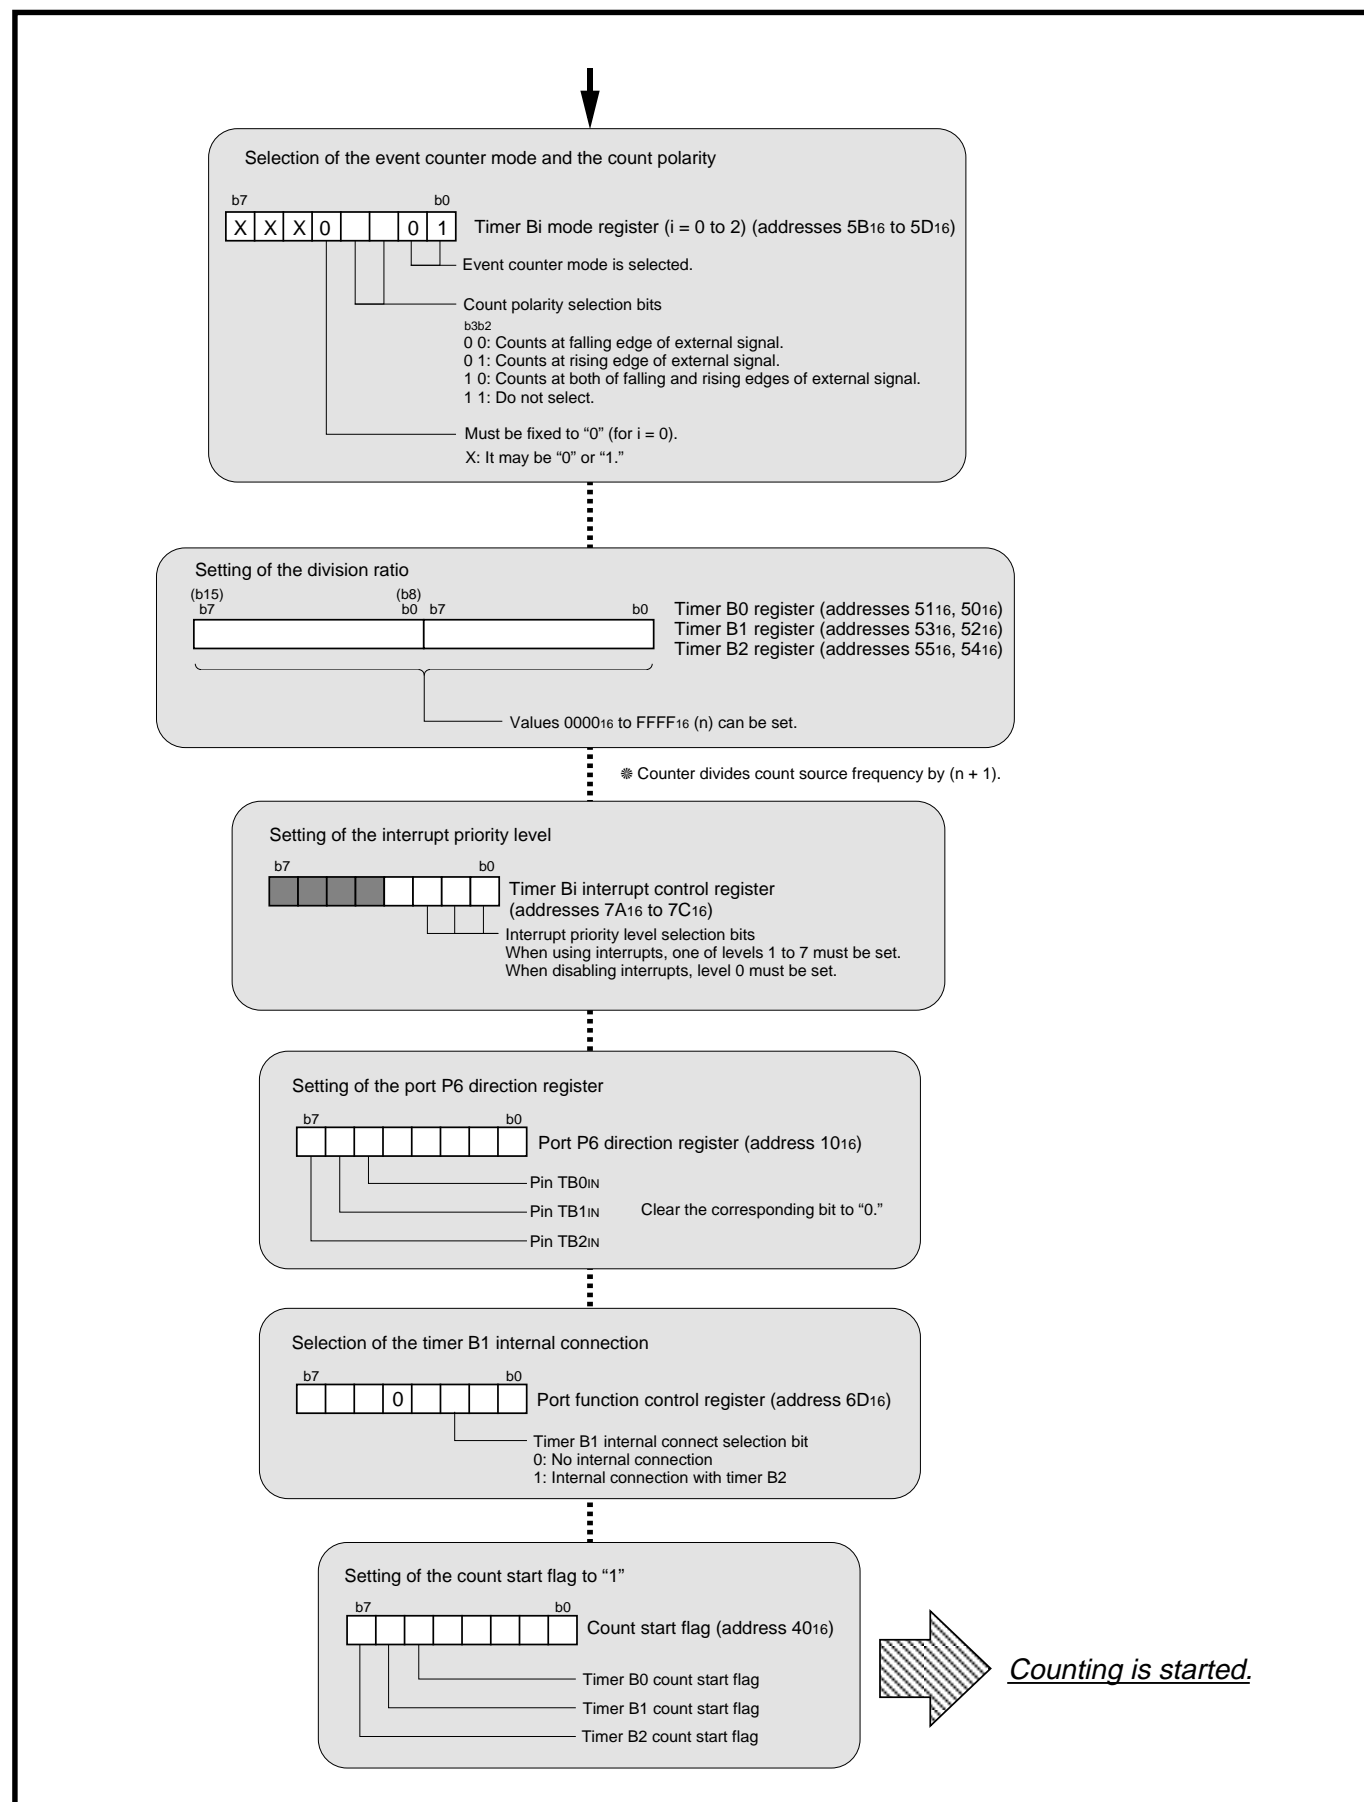 Selection of the event counter mode and the count polarity
b7 b0
X X X 0 0 1 Timer Bi mode register (i = 0 to 2) (addresses 5B16 to 5D16)
Event counter mode is selected.
Count polarity selection bits
b3b2
0 0: Counts at falling edge of external signal.
0 1: Counts at rising edge of external signal.
1 0: Counts at both of falling and rising edges of external signal.
1 1: Do not select.
Must be fixed to “0” (for i = 0).
X: It may be “0” or “1.”
Setting of the division ratio
(b15) (b8)
b7 b0 b7 b0
Timer B0 register (addresses 5116, 5016)
Timer B1 register (addresses 5316, 5216)
Timer B2 register (addresses 5516, 5416)
Values 000016 to FFFF16 (n) can be set.
❊ Counter divides count source frequency by (n + 1).
Setting of the interrupt priority level
b7 b0
Timer Bi interrupt control register
(addresses 7A16 to 7C16)
Interrupt priority level selection bits
When using interrupts, one of levels 1 to 7 must be set.
When disabling interrupts, level 0 must be set.
Setting of the port P6 direction register
b7 b0
Port P6 direction register (address 1016)
Pin TB0IN
Pin TB1IN Clear the corresponding bit to “0.”
Pin TB2IN
Selection of the timer B1 internal connection
b7 b0
0 Port function control register (address 6D16)
Timer B1 internal connect selection bit
0: No internal connection
1: Internal connection with timer B2
Setting of the count start flag to “1”
b7 b0
Count start flag (address 4016)
Timer B0 count start flag
Timer B1 count start flag
Timer B2 count start flag
Counting is started.